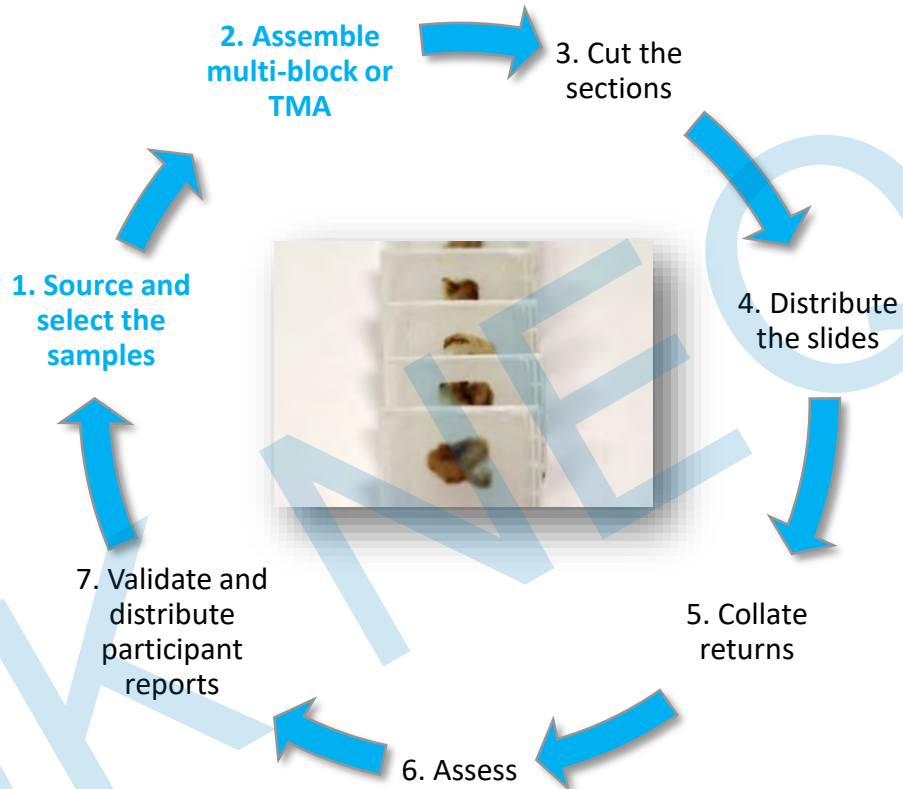 1. Source and
select the
samples
2. Assemble
multi-block or
TMA
3. Cut the
sections
4. Distribute
the slides
5. Collate
returns
6. Assess
7. Validate and
distribute
participant
reports
K NEQ